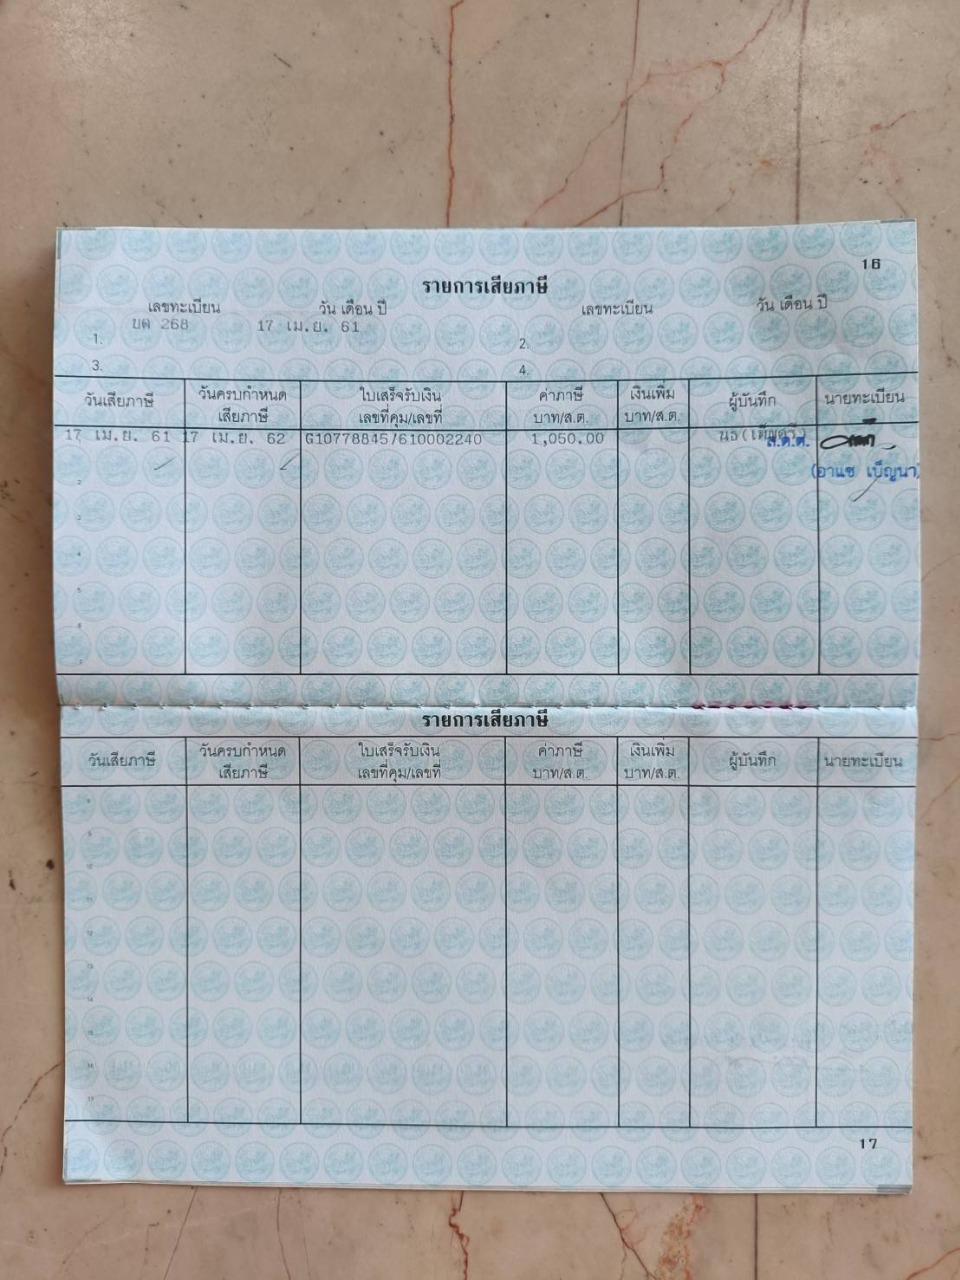 16
รายการเสียภาษี
เลขทะเบียน วัน เดือน ปี เลขทะเบียน วัน เดือน ปี
1. ยต 268 17 เม.ย. 61 2.
3. 4.
วันเสียภาษี วันครบกำหนด ใบเสร็จรับเงิน ค่าภาษี เงินเพิ่ม ผู้บันทึก นายทะเบียน
เสียภาษี เลขที่คุม/เลขที่ บาท/ส.ต. บาท/ส.ต.
17 เม.ย. 61 17 เม.ย. 62 G10778845/610002240 1,050.00
ส.ต.ต.
(อาแซ เบ็ญนา)
รายการเสียภาษี
วันเสียภาษี วันครบกำหนด ใบเสร็จรับเงิน ค่าภาษี เงินเพิ่ม ผู้บันทึก นายทะเบียน
เสียภาษี เลขที่คุม/เลขที่ บาท/ส.ต. บาท/ส.ต.
17